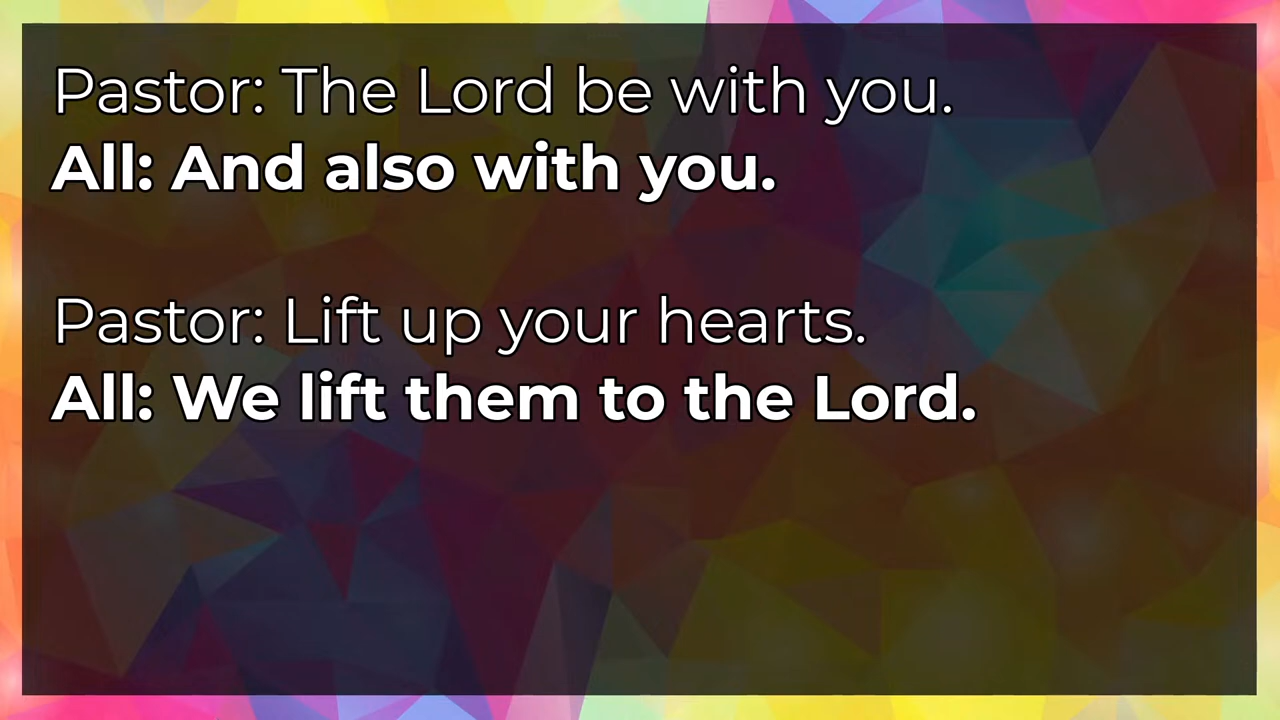 Pastor: The Lord be with you.
All: And also with you.
Pastor: Lift up your hearts.
All: We lift them to the Lord.